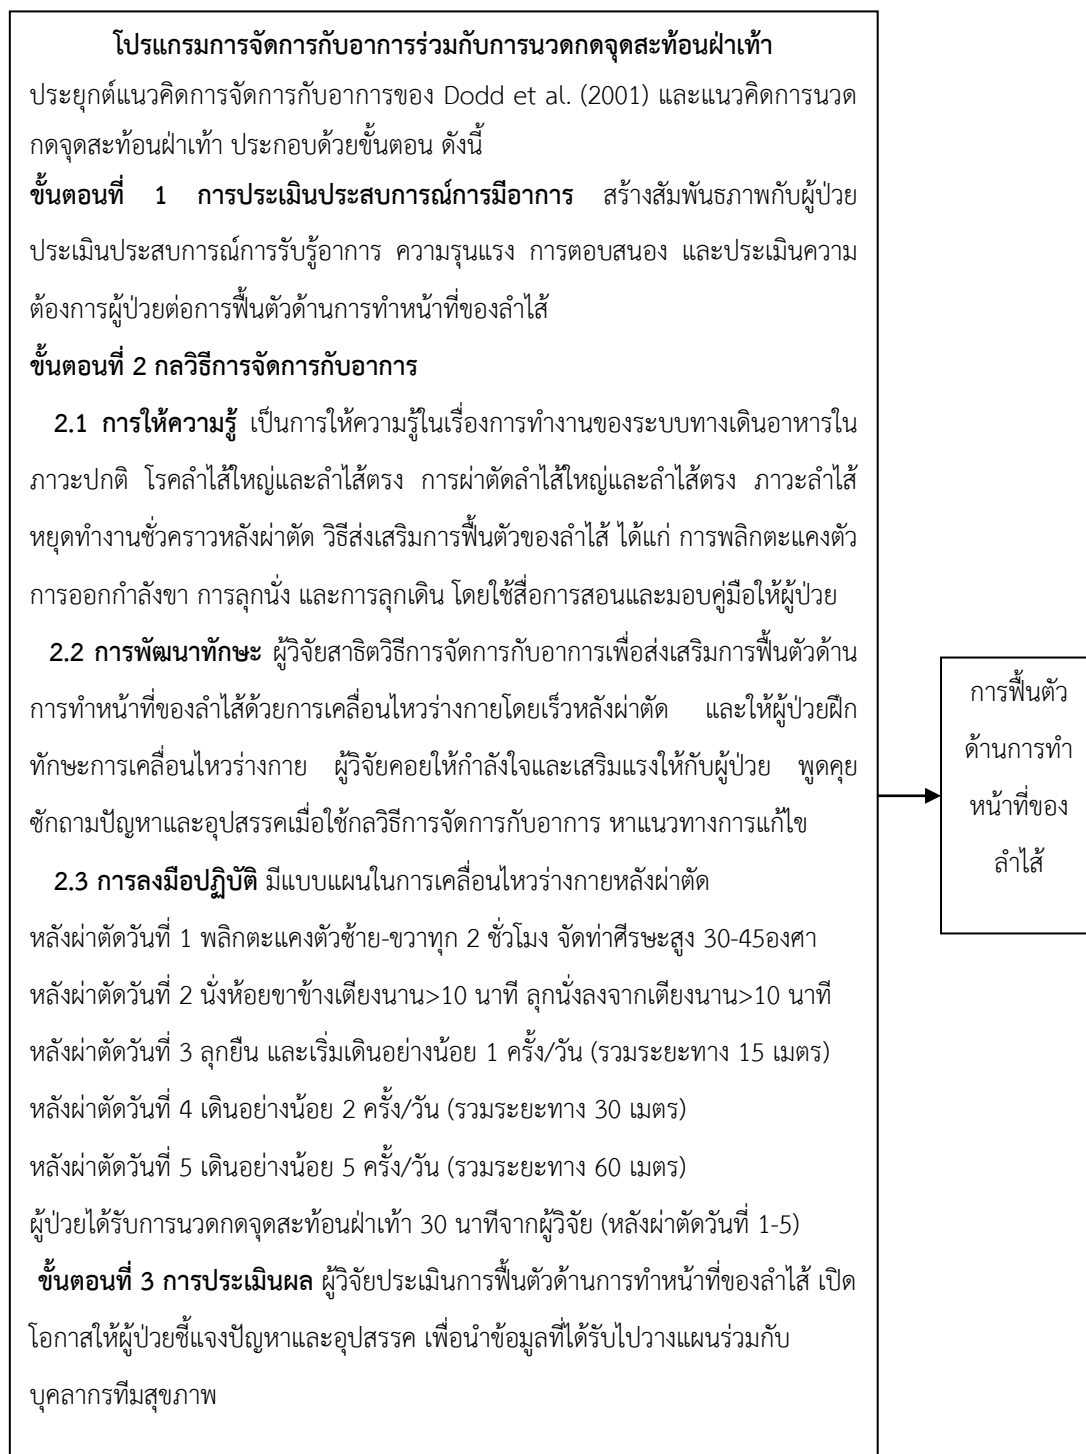 โปรแกรมการจัดการกับอาการร่วมกับการนวดกดจุดสะท้อนฝ่าเท้า
ประยุกต์แนวคิดการจัดการกับอาการของ Dodd et al. (2001) และแนวคิดการนวด
กดจุดสะท้อนฝ่าเท้า ประกอบด้วยขั้นตอน ดังนี้
ขั้นตอนที่ 1 การประเมินประสบการณ์การมีอาการ สร้างสัมพันธภาพกับผู้ป่วย
ประเมินประสบการณ์การรับรู้อาการ ความรุนแรง การตอบสนอง และประเมินความ
ต้องการผู้ป่วยต่อการฟื้นตัวด้านการทำหน้าที่ของลำไส้
ขั้นตอนที่ 2 กลวิธีการจัดการกับอาการ
2.1 การให้ความรู้ เป็นการให้ความรู้ในเรื่องการทำงานของระบบทางเดินอาหารใน
ภาวะปกติ โรคลำไส้ใหญ่และลำไส้ตรง การผ่าตัดลำไส้ใหญ่และลำไส้ตรง ภาวะลำไส้
หยุดทำงานชั่วคราวหลังผ่าตัด วิธีส่งเสริมการฟื้นตัวของลำไส้ ได้แก่ การพลิกตะแคงตัว
การออกกำลังขา การลุกนั่ง และการลุกเดิน โดยใช้สื่อการสอนและมอบคู่มือให้ผู้ป่วย
2.2 การพัฒนาทักษะ ผู้วิจัยสาธิตวิธีการจัดการกับอาการเพื่อส่งเสริมการฟื้นตัวด้าน
การทำหน้าที่ของลำไส้ด้วยการเคลื่อนไหวร่างกายโดยเร็วหลังผ่าตัด และให้ผู้ป่วยฝึก
ทักษะการเคลื่อนไหวร่างกาย ผู้วิจัยคอยให้กำลังใจและเสริมแรงให้กับผู้ป่วย พูดคุย
ซักถามปัญหาและอุปสรรคเมื่อใช้กลวิธีการจัดการกับอาการ หาแนวทางการแก้ไข
2.3 การลงมือปฏิบัติ มีแบบแผนในการเคลื่อนไหวร่างกายหลังผ่าตัด
หลังผ่าตัดวันที่ 1 พลิกตะแคงตัวซ้าย-ขวาทุก 2 ชั่วโมง จัดท่าศีรษะสูง 30-45องศา
หลังผ่าตัดวันที่ 2 นั่งห้อยขาข้างเตียงนาน>10 นาที ลุกนั่งลงจากเตียงนาน>10 นาที
หลังผ่าตัดวันที่ 3 ลุกยืน และเริ่มเดินอย่างน้อย 1 ครั้ง/วัน (รวมระยะทาง 15 เมตร)
หลังผ่าตัดวันที่ 4 เดินอย่างน้อย 2 ครั้ง/วัน (รวมระยะทาง 30 เมตร)
หลังผ่าตัดวันที่ 5 เดินอย่างน้อย 5 ครั้ง/วัน (รวมระยะทาง 60 เมตร)
ผู้ป่วยได้รับการนวดกดจุดสะท้อนฝ่าเท้า 30 นาทีจากผู้วิจัย (หลังผ่าตัดวันที่ 1-5)
ขั้นตอนที่ 3 การประเมินผล ผู้วิจัยประเมินการฟื้นตัวด้านการทำหน้าที่ของลำไส้ เปิด
โอกาสให้ผู้ป่วยชี้แจงปัญหาและอุปสรรค เพื่อนำข้อมูลที่ได้รับไปวางแผนร่วมกับ
บุคลากรทีมสุขภาพ
การฟื้นตัว
ด้านการทำ
หน้าที่ของ
ลำไส้